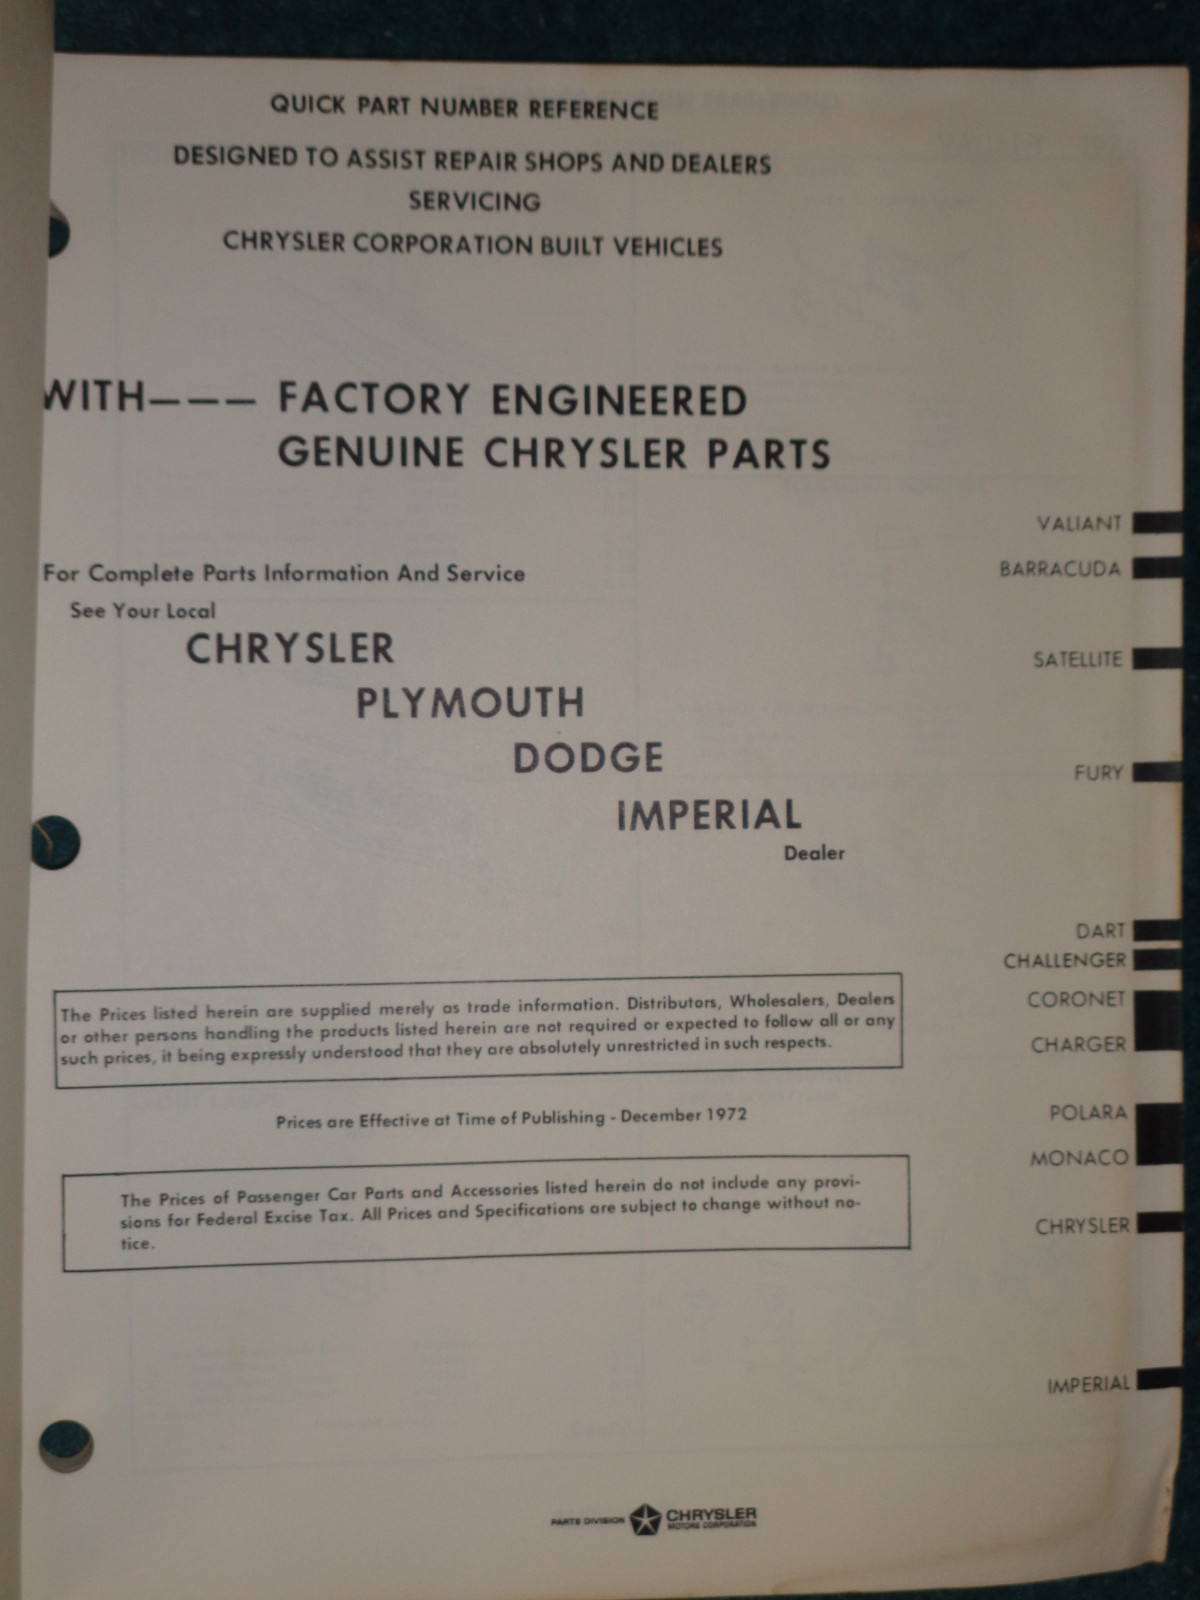 QUICK PART NUMBER REFERENCE
DESIGNED TO ASSIST REPAIR SHOPS AND DEALERS
SERVICING
CHRYSLER CORPORATION BUILT VEHICLES
WITH——— FACTORY ENGINEERED
GENUINE CHRYSLER PARTS
For Complete Parts Information And Service
See Your Local
CHRYSLER
PLYMOUTH
DODGE
IMPERIAL
Dealer
The Prices listed herein are supplied merely as trade information. Distributors, Wholesalers, Dealers
or other persons handling the products listed herein are not required or expected to follow all or any
such prices, it being expressly understood that they are absolutely unrestricted in such respects.
Prices are Effective at Time of Publishing - December 1972
The Prices of Passenger Car Parts and Accessories listed herein do not include any provi-
sions for Federal Excise Tax. All Prices and Specifications are subject to change without no-
tice.
VALIANT
BARRACUDA
SATELLITE
FURY
DART
CHALLENGER
CORONET
CHARGER
POLARA
MONACO
CHRYSLER
IMPERIAL
PARTS DIVISION CHRYSLER
MOTORS CORPORATION